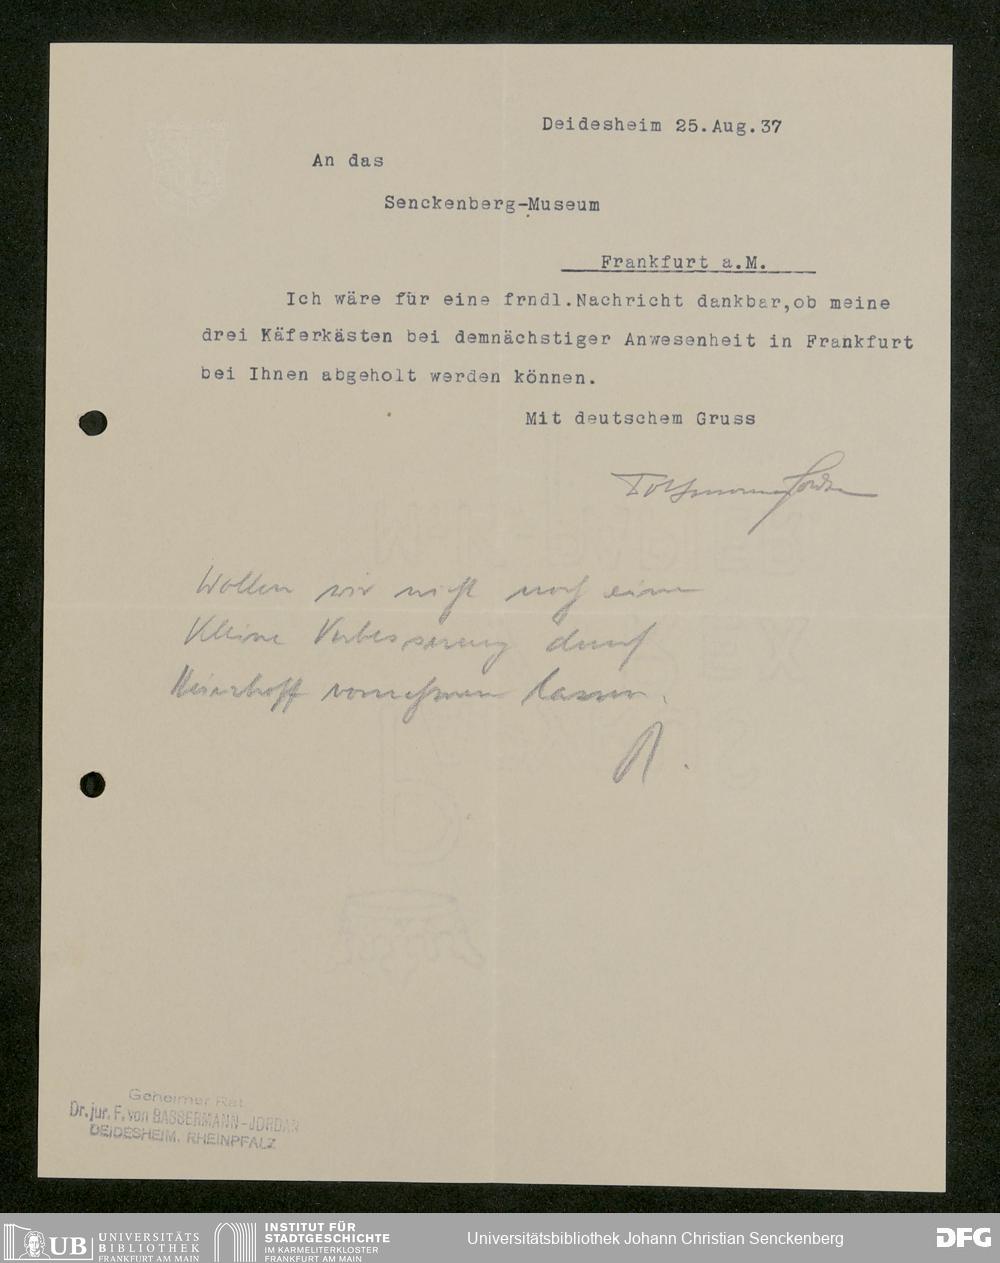 Deidesheim 25.Aug.37
An das
Senckenberg-Museum
Frankfurt a.M.
Ich wäre für eine frndl.Nachricht dankbar,ob meine
drei Käferkästen bei demnächstiger Anwesenheit in Frankfurt
bei Ihnen abgeholt werden können.
Mit deutschem Gruss
Wollen wir nicht noch eine
kleine Verbesserung durch
vornehmen lassen.
R.
Geheimer Rat
Dr. jur. F. von BASSERMANN-JORDAN
DEIDESHEIM, RHEINPFALZ
UB UNIVERSITÄTS
BIBLIOTHEK
FRANKFURT AM MAIN
INSTITUT FÜR
STADTGESCHICHTE
IM KARMELITERKLOSTER
FRANKFURT AM MAIN
Universitätsbibliothek Johann Christian Senckenberg
DFG